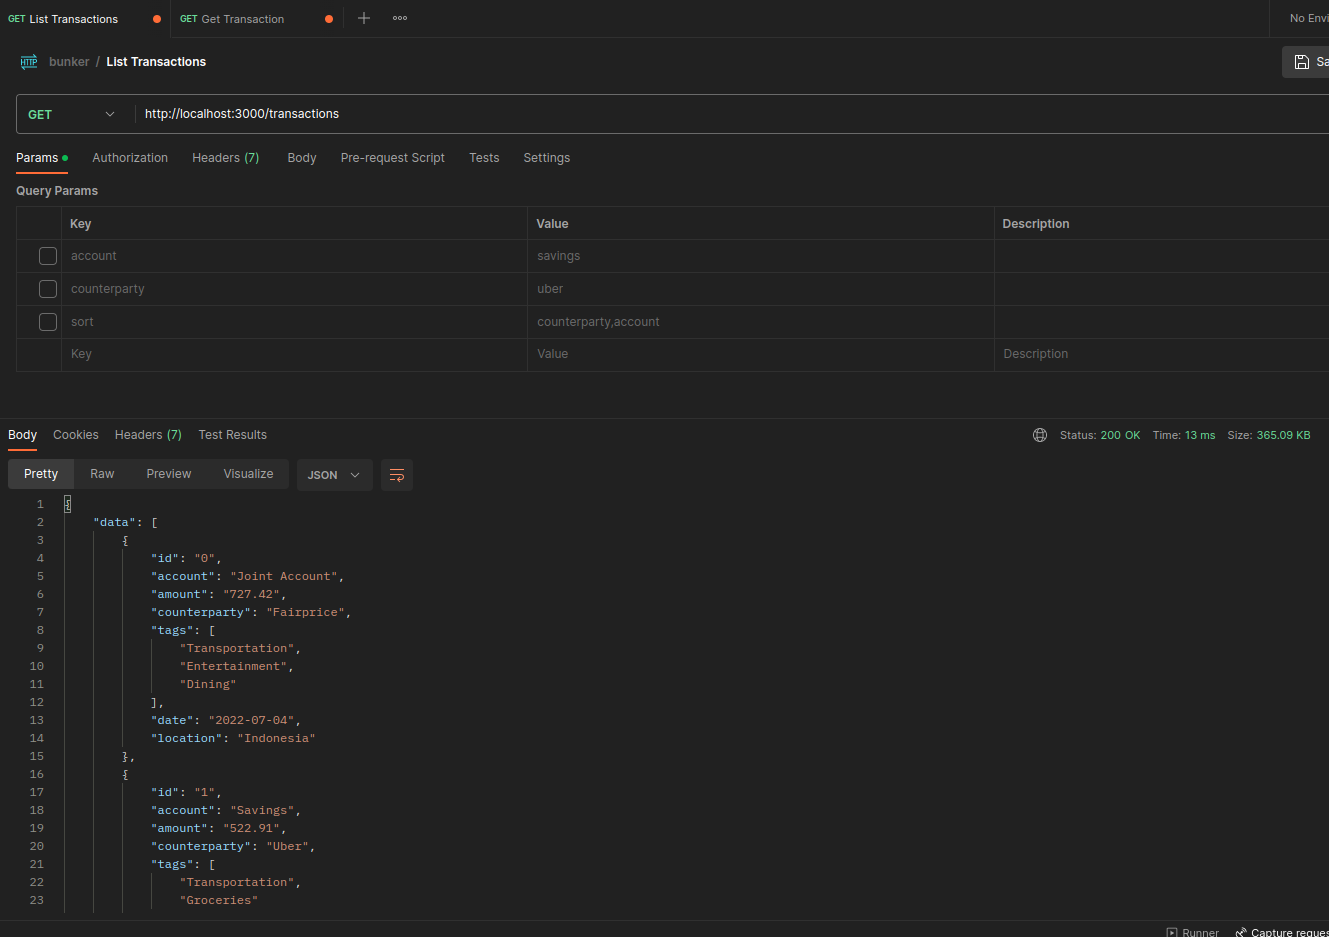 GET List Transactions GET Get Transaction No Envi
HTTP bunker / List Transactions Sa
GET http://localhost:3000/transactions
Params Authorization Headers (7) Body Pre-request Script Tests Settings
Query Params
Key Value Description
account savings
counterparty uber
sort counterparty,account
Key Value Description
Body Cookies Headers (7) Test Results Status: 200 OK Time: 13 ms Size: 365.09 KB
Pretty Raw Preview Visualize JSON
1 {
2 "data": [
3 {
4 "id": "0",
5 "account": "Joint Account",
6 "amount": "727.42",
7 "counterparty": "Fairprice",
8 "tags": [
9 "Transportation",
10 "Entertainment",
11 "Dining"
12 ],
13 "date": "2022-07-04",
14 "location": "Indonesia"
15 },
16 {
17 "id": "1",
18 "account": "Savings",
19 "amount": "522.91",
20 "counterparty": "Uber",
21 "tags": [
22 "Transportation",
23 "Groceries"
Runner Capture reques